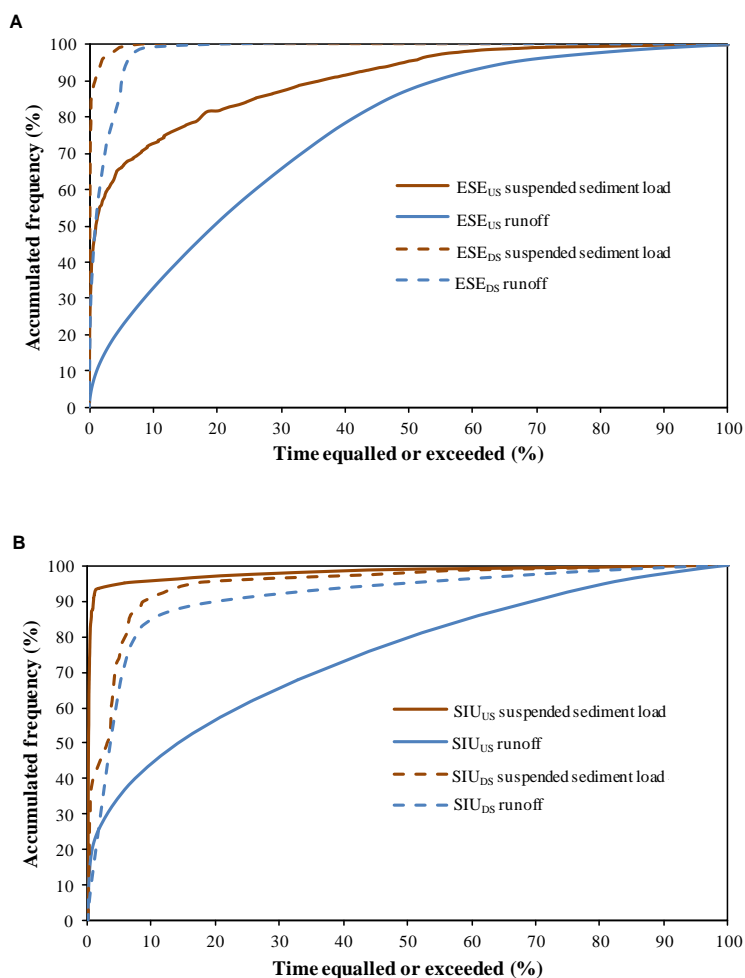 A
100
90
80
70
60
50
40
30
20
10
0
Accumulated frequency (%)
ESEUS suspended sediment load
ESEUS runoff
ESEDS suspended sediment load
ESEDS runoff
0 10 20 30 40 50 60 70 80 90 100
Time equalled or exceeded (%)
B
100
90
80
70
60
50
40
30
20
10
0
Accumulated frequency (%)
SIUUS suspended sediment load
SIUUS runoff
SIUDS suspended sediment load
SIUDS runoff
0 10 20 30 40 50 60 70 80 90 100
Time equalled or exceeded (%)